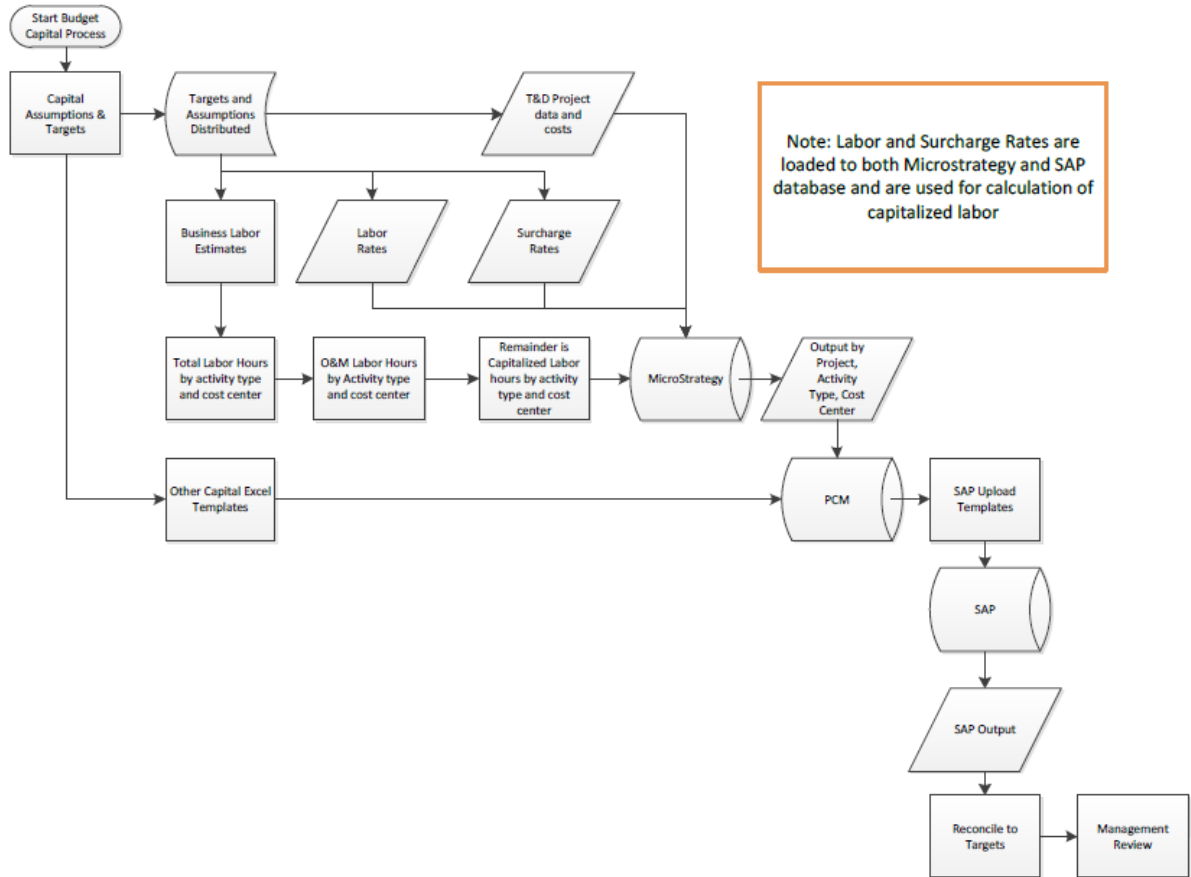 Start Budget
Capital Process
Capital
Assumptions &
Targets
Targets and
Assumptions
Distributed
T&D Project
data and
costs
Note: Labor and Surcharge Rates are
loaded to both Microstrategy and SAP
database and are used for calculation of
capitalized labor
Business Labor
Estimates
Labor
Rates
Surcharge
Rates
Total Labor Hours
by activity type
and cost center
O&M Labor Hours
by Activity type
and cost center
Remainder is
Capitalized Labor
hours by activity
type and cost
center
MicroStrategy
Output by
Project,
Activity
Type, Cost
Center
Other Capital Excel
Templates
PCM
SAP Upload
Templates
SAP
SAP Output
Reconcile to
Targets
Management
Review